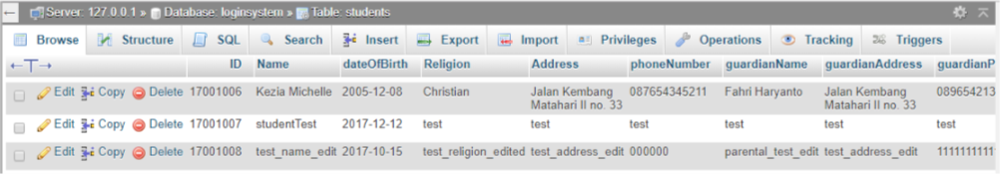 Server: 127.0.0.1 » Database: loginsystem » Table: students
Browse Structure SQL Search Insert Export Import Privileges Operations Tracking Triggers
←T→ ID Name dateOfBirth Religion Address phoneNumber guardianName guardianAddress guardianP
Edit Copy Delete 17001006 Kezia Michelle 2005-12-08 Christian Jalan Kembang 087654345211 Fahri Haryanto Jalan Kembang 089654213
Matahari II no. 33 Matahari II no. 33
Edit Copy Delete 17001007 studentTest 2017-12-12 test test test test test test
Edit Copy Delete 17001008 test_name_edit 2017-10-15 test_religion_edited test_address_edit 000000 parental_test_edit test_address_edit 1111111111